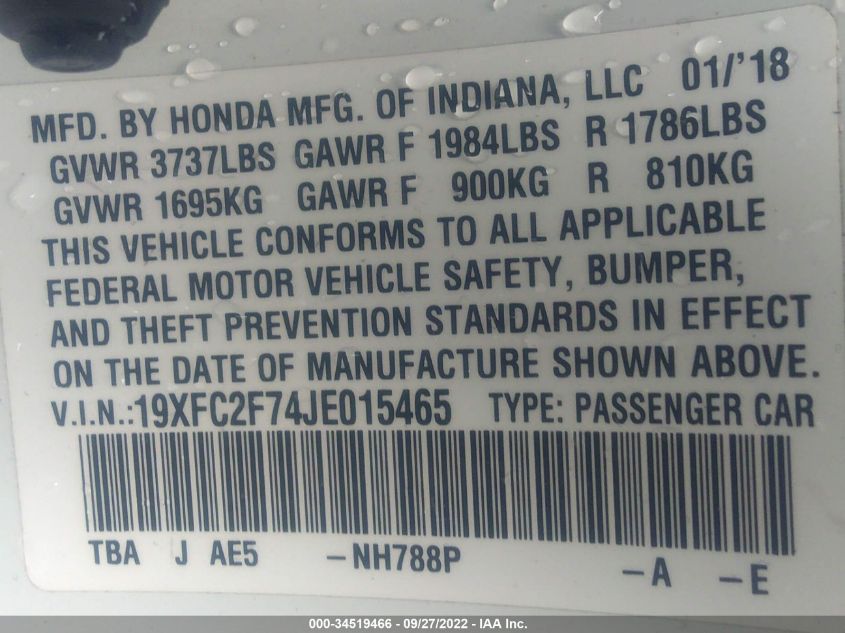 MFD. BY HONDA MFG. OF INDIANA, LLC 01/'18
GVWR 3737LBS GAWR F 1984LBS R 1786LBS
GVWR 1695KG GAWR F 900KG R 810KG
THIS VEHICLE CONFORMS TO ALL APPLICABLE
FEDERAL MOTOR VEHICLE SAFETY, BUMPER,
AND THEFT PREVENTION STANDARDS IN EFFECT
ON THE DATE OF MANUFACTURE SHOWN ABOVE.
V.I.N.:19XFC2F74JE015465 TYPE: PASSENGER CAR
TBA J AE5 -NH788P -A -E
000-34519466 - 09/27/2022 - IAA Inc.